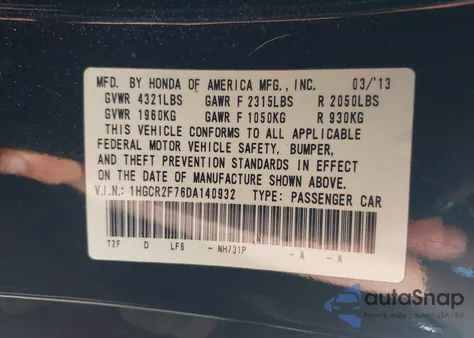 MFD. BY HONDA OF AMERICA MFG., INC. 03/'13
GVWR 4321LBS GAWR F 2315LBS R 2050LBS
GVWR 1960KG GAWR F 1050KG R 930KG
THIS VEHICLE CONFORMS TO ALL APPLICABLE
FEDERAL MOTOR VEHICLE SAFETY, BUMPER,
AND THEFT PREVENTION STANDARDS IN EFFECT
ON THE DATE OF MANUFACTURE SHOWN ABOVE.
V.I.N.: 1HGCR2F76DA140932 TYPE: PASSENGER CAR
T2F D LF6 - NH731P - A - A
autoSnap